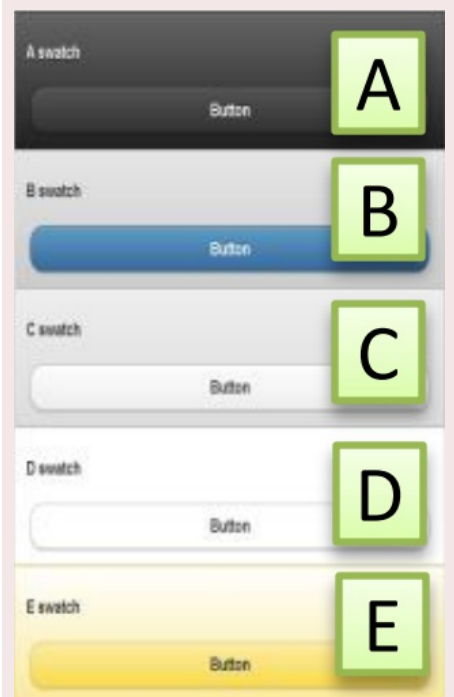 A swatch
A
Button
B swatch
B
Button
C swatch
C
Button
D swatch
D
Button
E swatch
E
Button